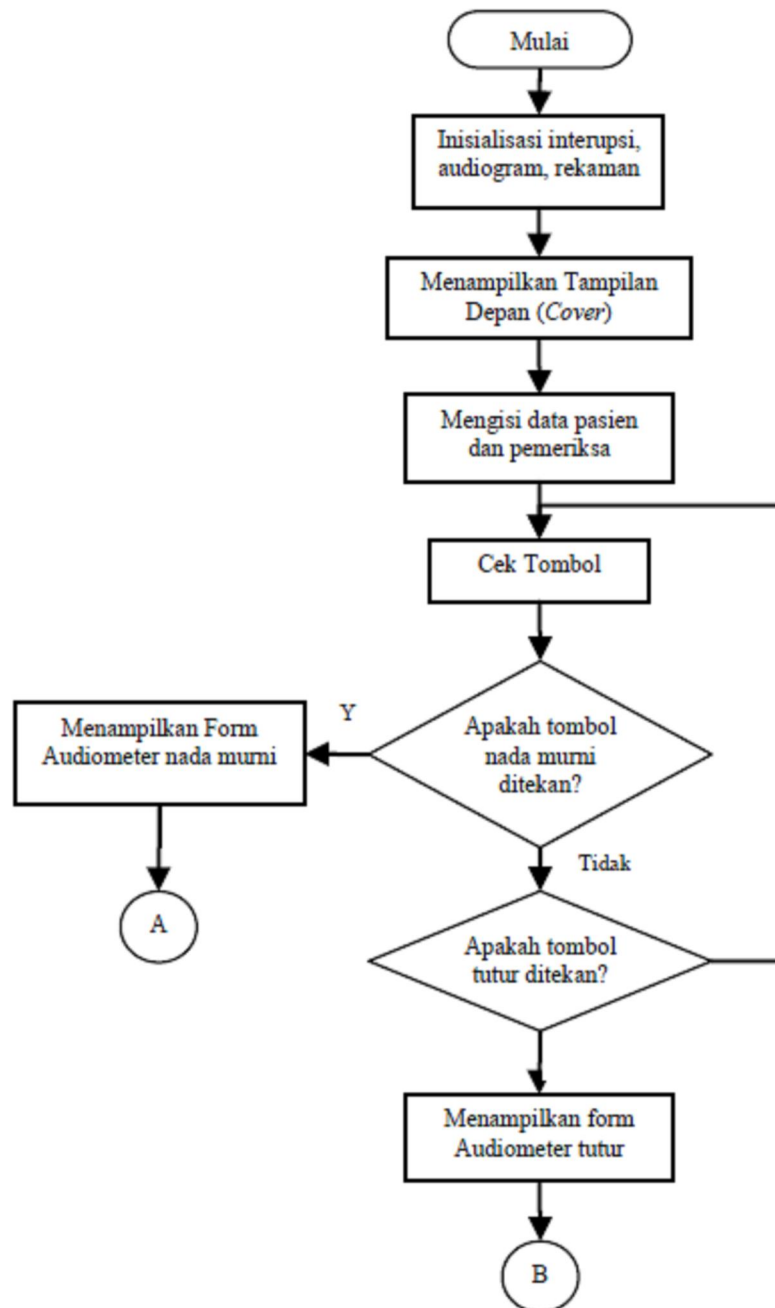 Mulai
Inisialisasi interupsi,
audiogram, rekaman
Menampilkan Tampilan
Depan (Cover)
Mengisi data pasien
dan pemeriksa
Cek Tombol
Apakah tombol
nada murni
ditekan?
Y
Menampilkan Form
Audiometer nada murni
A
Tidak
Apakah tombol
tutur ditekan?
Menampilkan form
Audiometer tutur
B